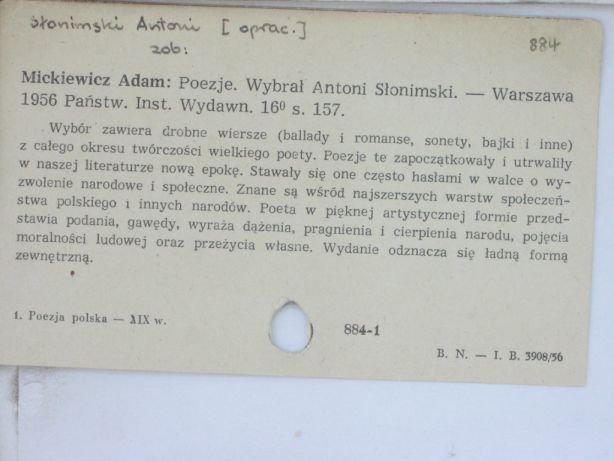 Słonimski Antoni [oprac.]
zob:
884
Mickiewicz Adam: Poezje. Wybrał Antoni Słonimski. — Warszawa
1956 Państw. Inst. Wydawn. 16⁰ s. 157.
Wybór zawiera drobne wiersze (ballady i romanse, sonety, bajki i inne)
z całego okresu twórczości wielkiego poety. Poezje te zapoczątkowały i utrwaliły
w naszej literaturze nową epokę. Stawały się one często hasłami w walce o wy-
zwolenie narodowe i społeczne. Znane są wśród najszerszych warstw społeczeń-
stwa polskiego i innych narodów. Poeta w pięknej artystycznej formie przed-
stawia podania, gawędy, wyraża dążenia, pragnienia i cierpienia narodu, pojęcia
moralności ludowej oraz przeżycia własne. Wydanie odznacza się ładną formą
zewnętrzną.
1. Poezja polska — XIX w.
884-1
B. N. — I. B. 3908/56